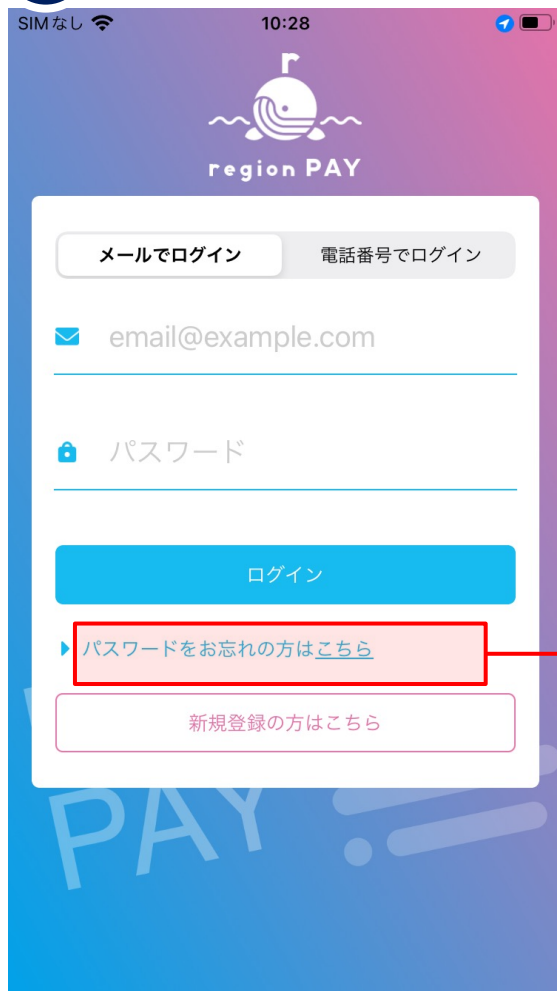 SIMなし 10:28
r
region PAY
メールでログイン 電話番号でログイン
email@example.com
パスワード
ログイン
パスワードをお忘れの方はこちら
新規登録の方はこちら
PAY